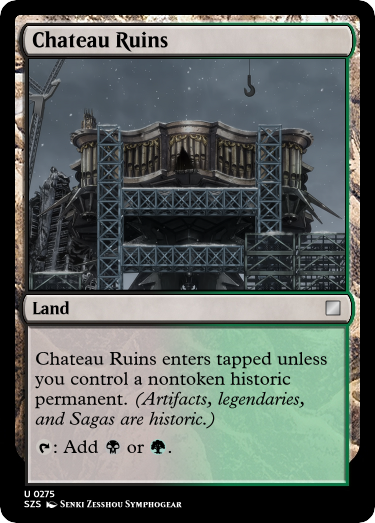 Chateau Ruins
Land
Chateau Ruins enters tapped unless
you control a nontoken historic
permanent. (Artifacts, legendaries,
and Sagas are historic.)
: Add or .
U 0275
SZS Senki Zesshou Symphogear